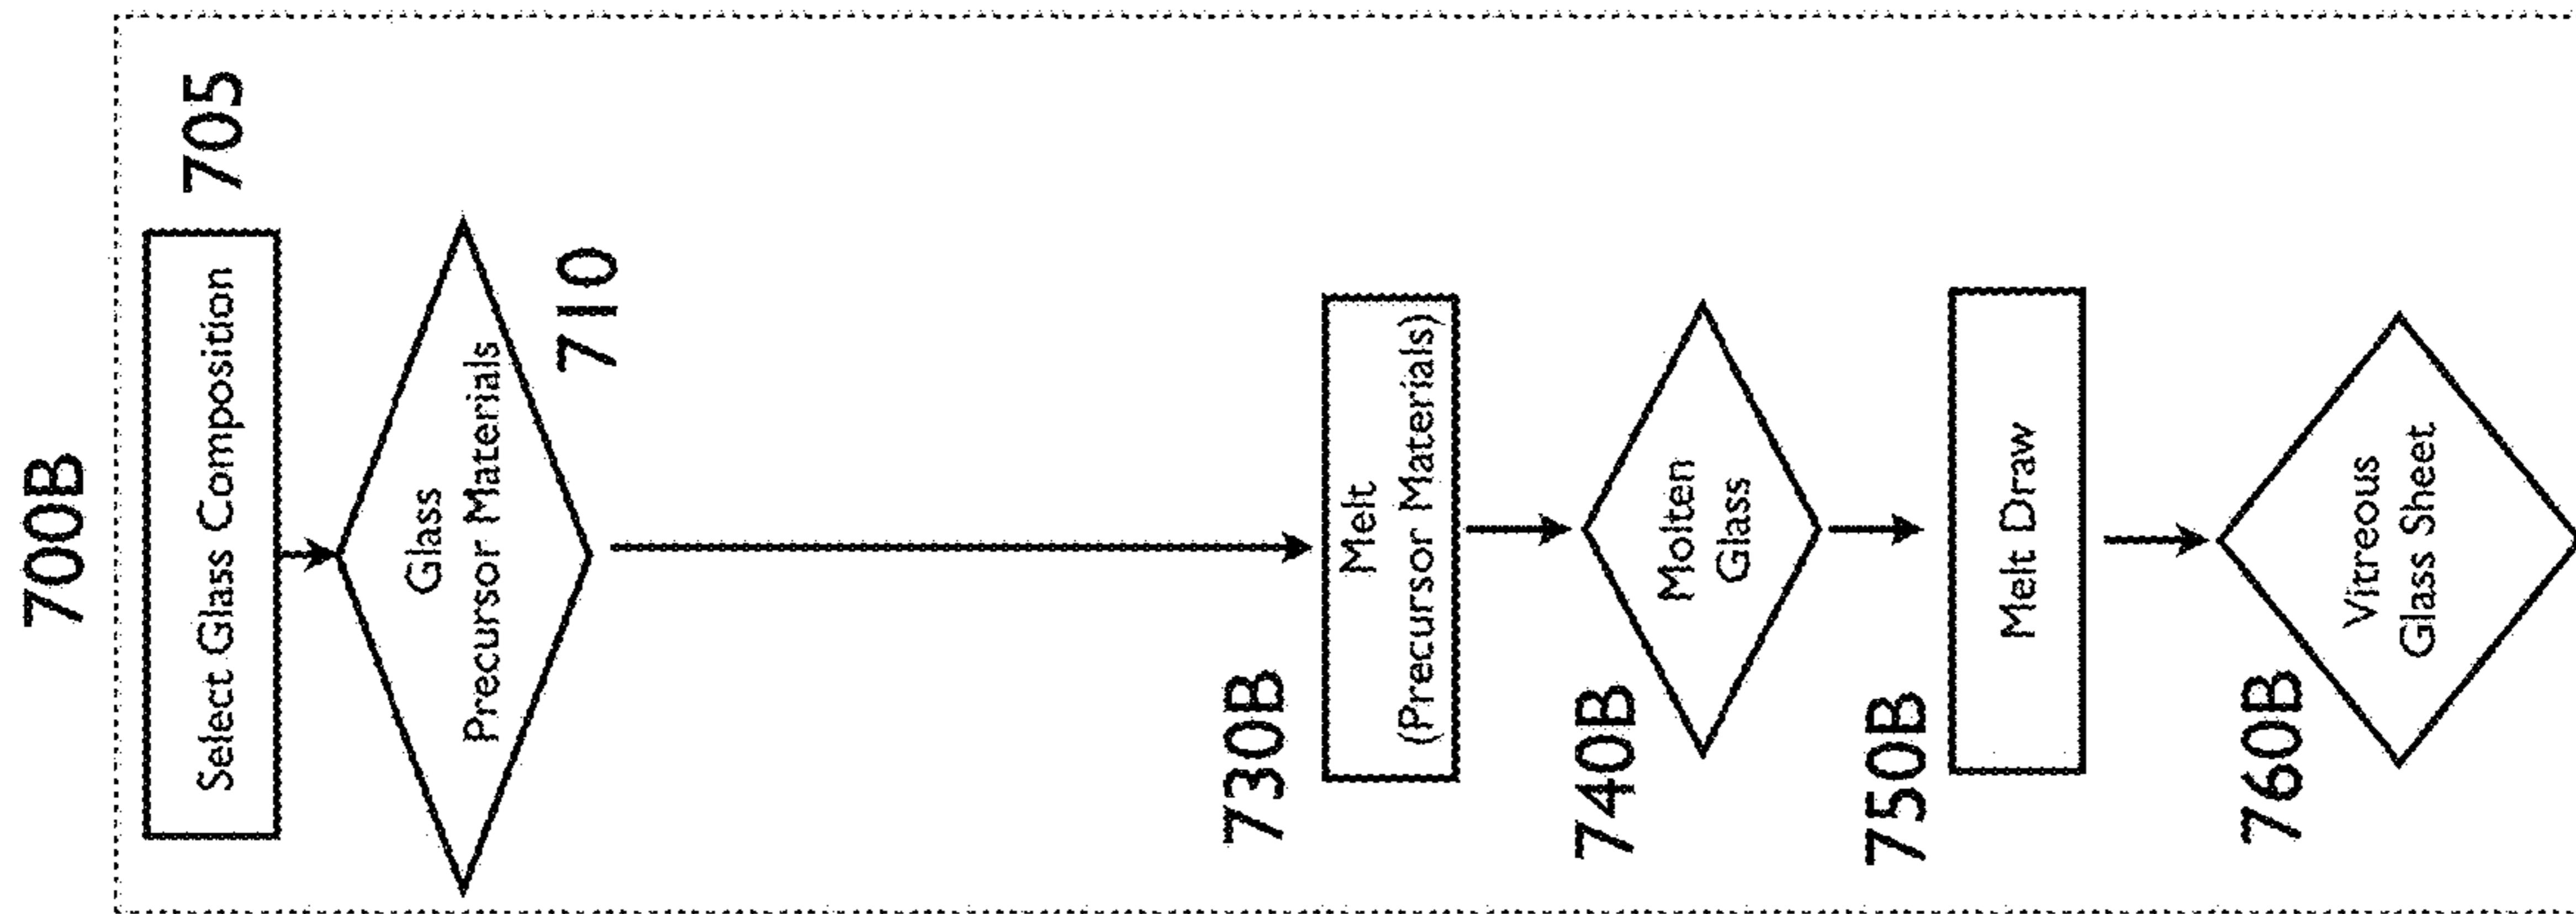 700B
705
Select Glass Composition
Glass
Precursor Materials
710
730B
Melt
(Precursor Materials)
740B
Molten
Glass
750B
Melt Draw
760B
Vitreous
Glass Sheet